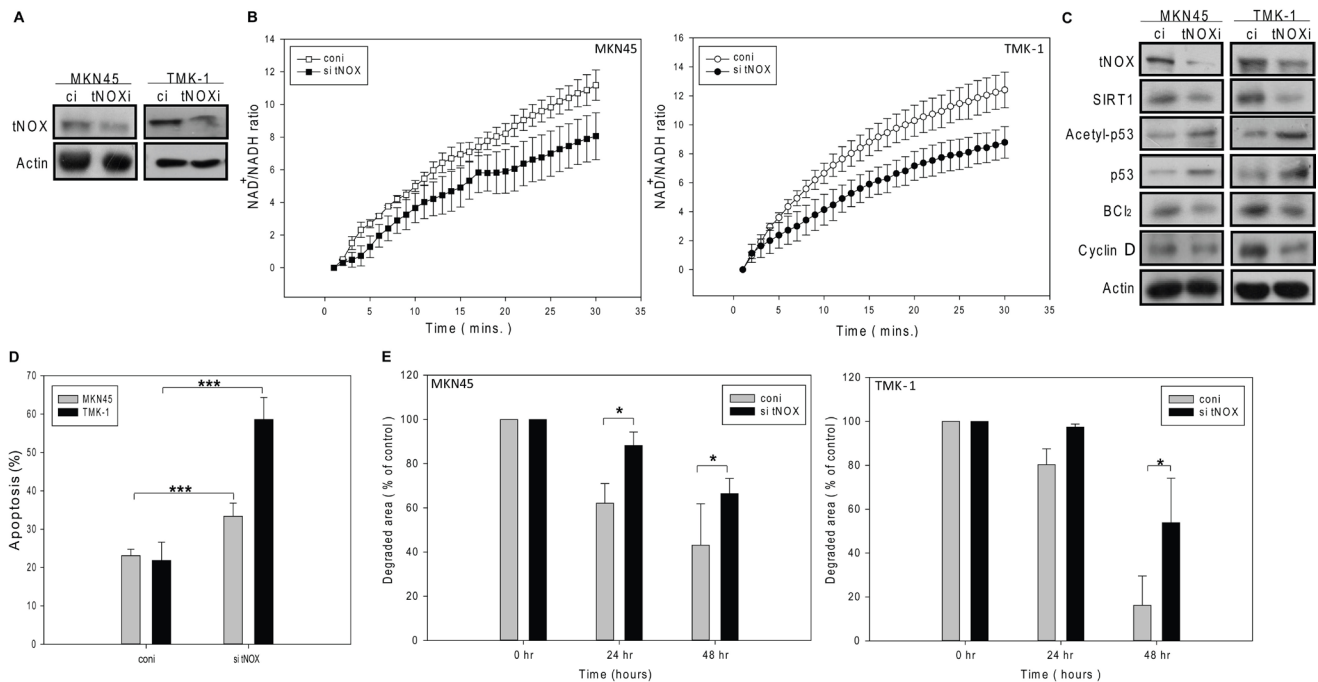 A
MKN45 TMK-1
ci tNOXi ci tNOXi
tNOX
Actin
B
NAD⁺/NADH ratio
14
12
10
8
6
4
2
0
coni
si tNOX
MKN45
0 5 10 15 20 25 30 35
Time ( mins. )
NAD⁺/NADH ratio
16
14
12
10
8
6
4
2
0
coni
si tNOX
TMK-1
0 5 10 15 20 25 30 35
Time ( mins. )
C
MKN45 TMK-1
ci tNOXi ci tNOXi
tNOX
SIRT1
Acetyl-p53
p53
BCl₂
Cyclin D
Actin
D
Apoptosis (%)
70
60
50
40
30
20
10
0
MKN45
TMK-1
***
***
coni si tNOX
E
Degraded area ( % of control )
120
100
80
60
40
20
0
MKN45
coni
si tNOX
*
*
0 hr 24 hr 48 hr
Time (hours)
Degraded area ( % of control )
120
100
80
60
40
20
0
TMK-1
coni
si tNOX
*
0 hr 24 hr 48 hr
Time ( hours )